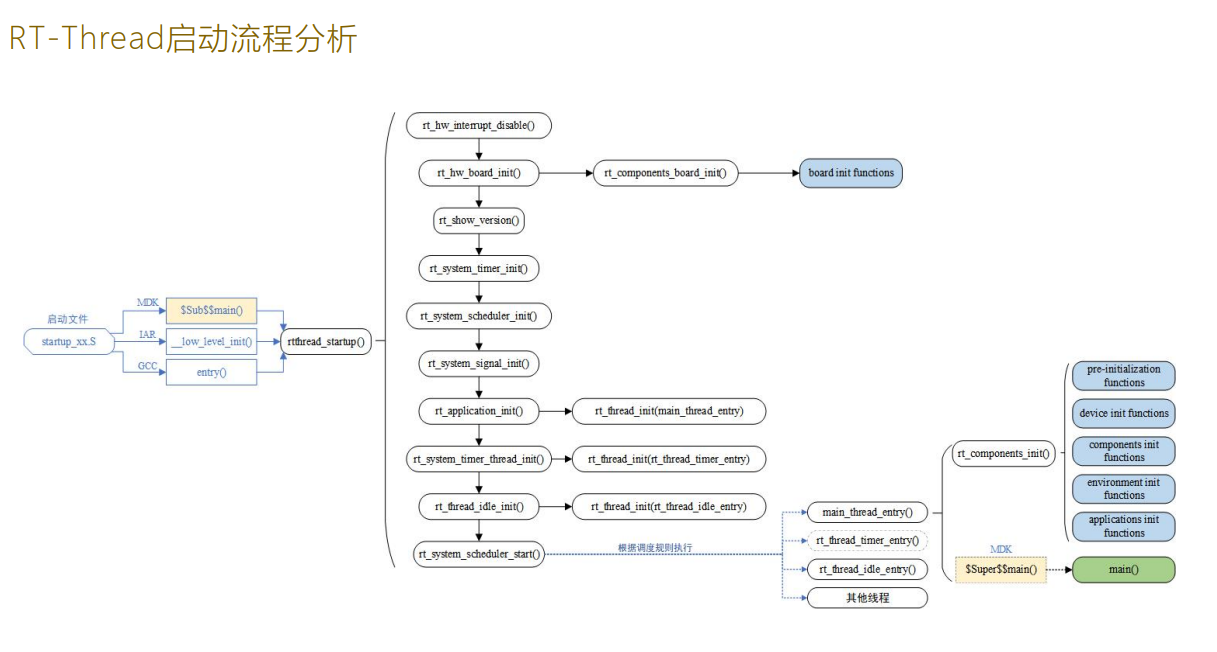 RT-Thread启动流程分析
rt_hw_interrupt_disable()
rt_hw_board_init()
rt_components_board_init()
board init functions
rt_show_version()
rt_system_timer_init()
启动文件
startup_xx.S
MDK
$Sub$$main()
IAR
__low_level_init()
GCC
entry()
rtthread_startup()
rt_system_scheduler_init()
rt_system_signal_init()
rt_application_init()
rt_thread_init(main_thread_entry)
rt_system_timer_thread_init()
rt_thread_init(rt_thread_timer_entry)
rt_thread_idle_init()
rt_thread_init(rt_thread_idle_entry)
rt_system_scheduler_start()
根据调度规则执行
main_thread_entry()
rt_thread_timer_entry()
rt_thread_idle_entry()
其他线程
rt_components_init()
pre-initialization
functions
device init functions
components init
functions
environment init
functions
applications init
functions
MDK
$Super$$main()
main()